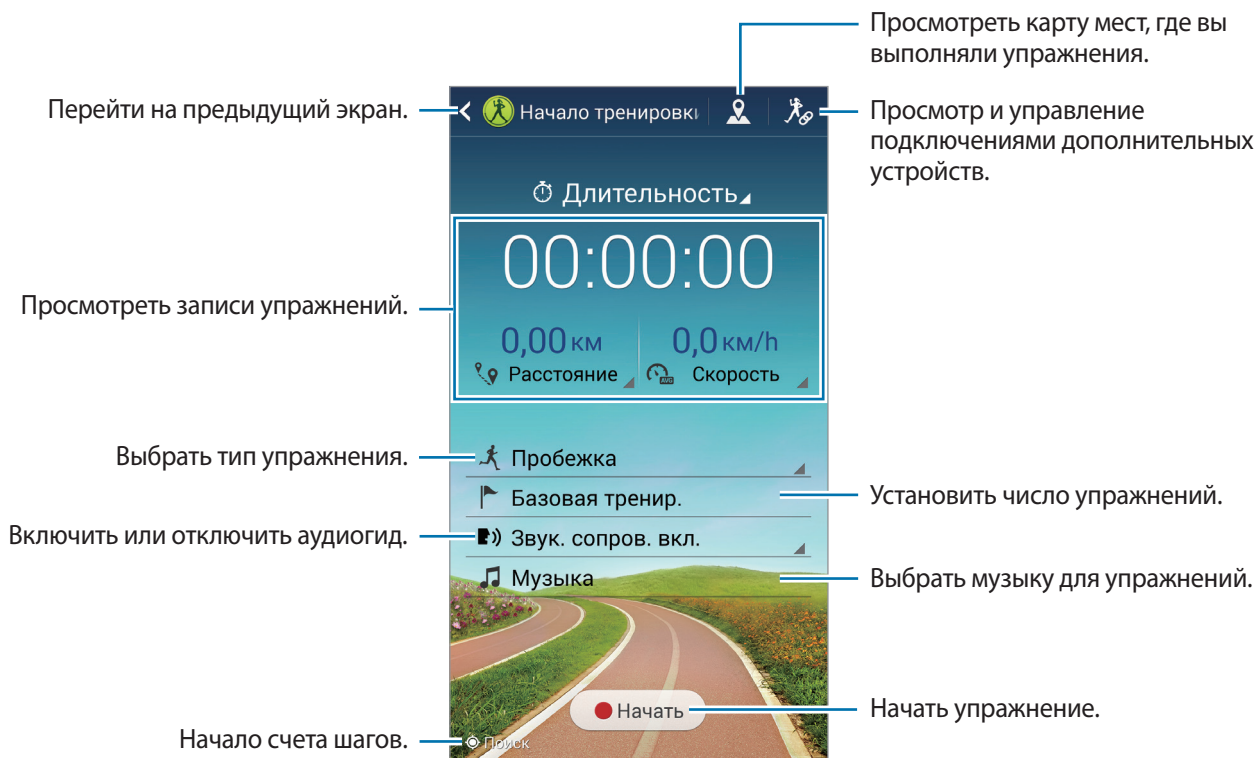 Просмотреть карту мест, где вы
выполняли упражнения.
Перейти на предыдущий экран.
Начало тренировки
Просмотр и управление
подключениями дополнительных
устройств.
Длительность
00:00:00
Просмотреть записи упражнений.
0,00 км
0,0 км/h
Расстояние
AVG
Скорость
Выбрать тип упражнения.
Пробежка
Базовая тренир.
Установить число упражнений.
Включить или отключить аудиогид.
Звук. сопров. вкл.
Музыка
Выбрать музыку для упражнений.
Начать
Начать упражнение.
Начало счета шагов.
Поиск